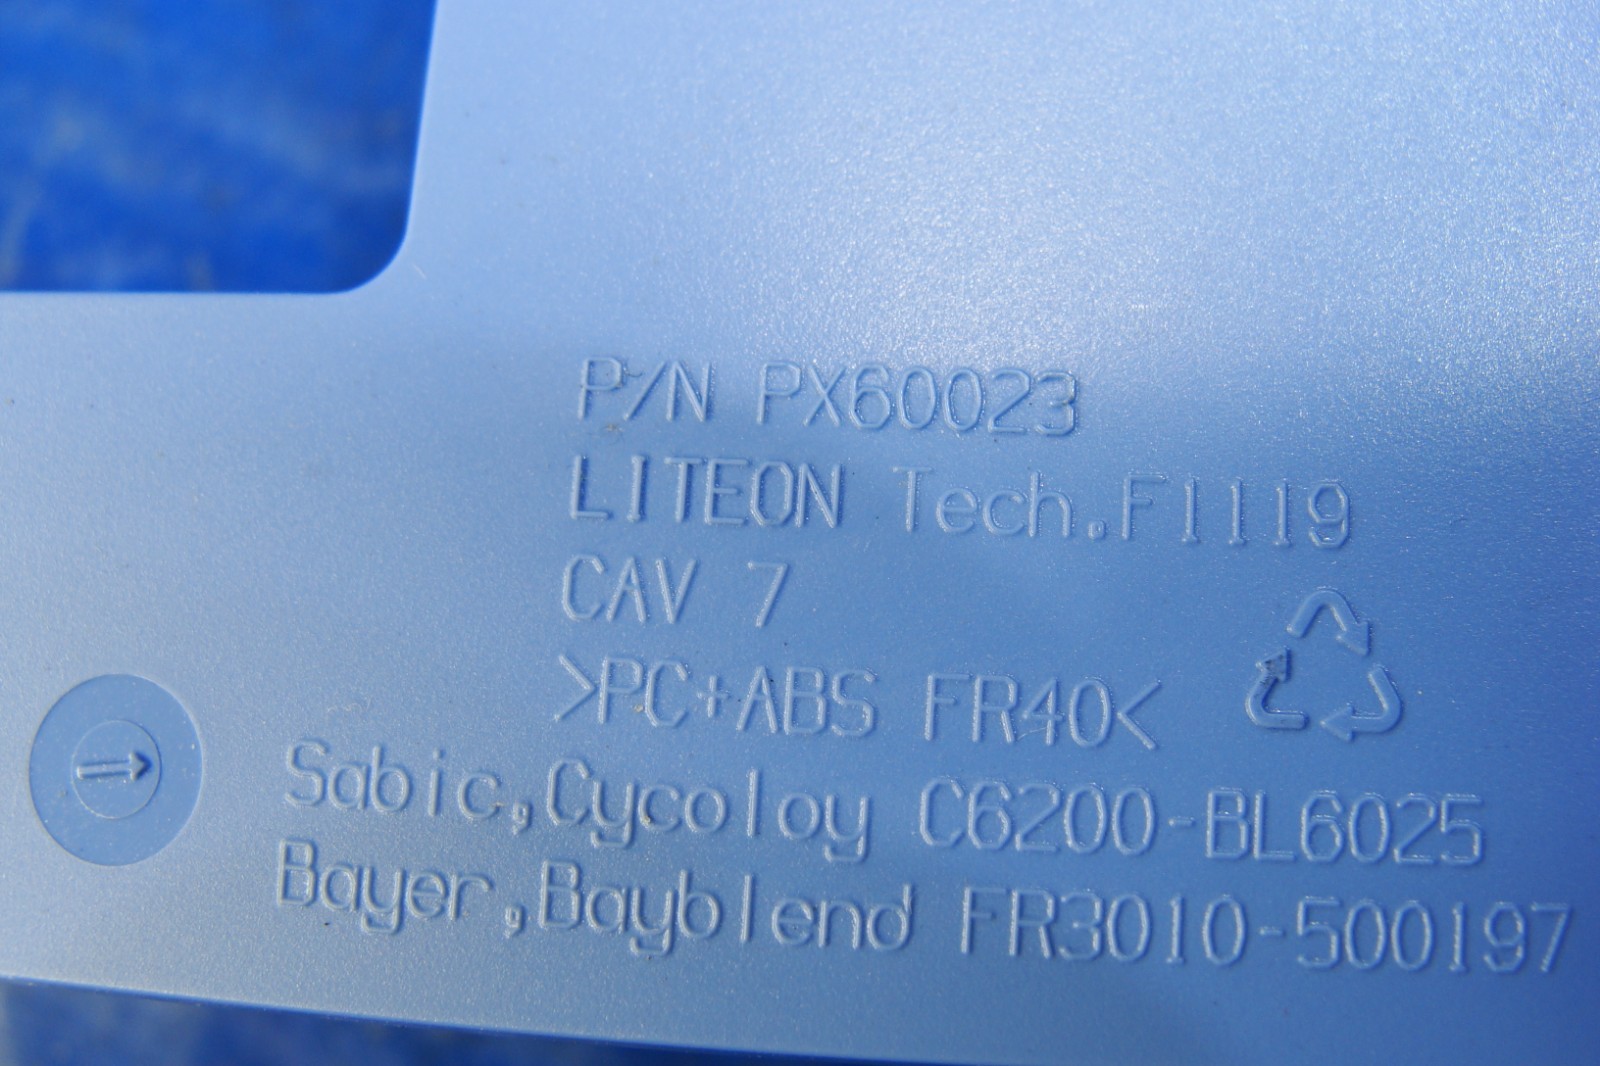 P/N PX60023
LITEON Tech.F1119
CAV 7
>PC+ABS FR40<
Sabic,Cycoloy C6200-BL6025
Bayer,Bayblend FR3010-500197